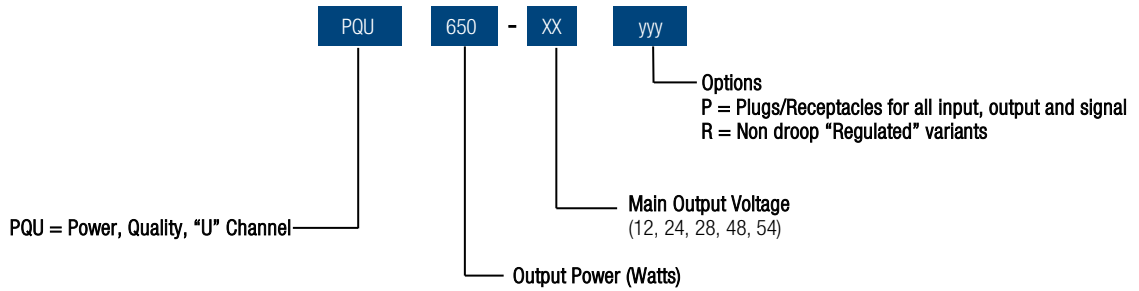 PQU 650 - XX yyy
Options
P = Plugs/Receptacles for all input, output and signal
R = Non droop “Regulated” variants
Main Output Voltage
(12, 24, 28, 48, 54)
PQU = Power, Quality, “U” Channel
Output Power (Watts)